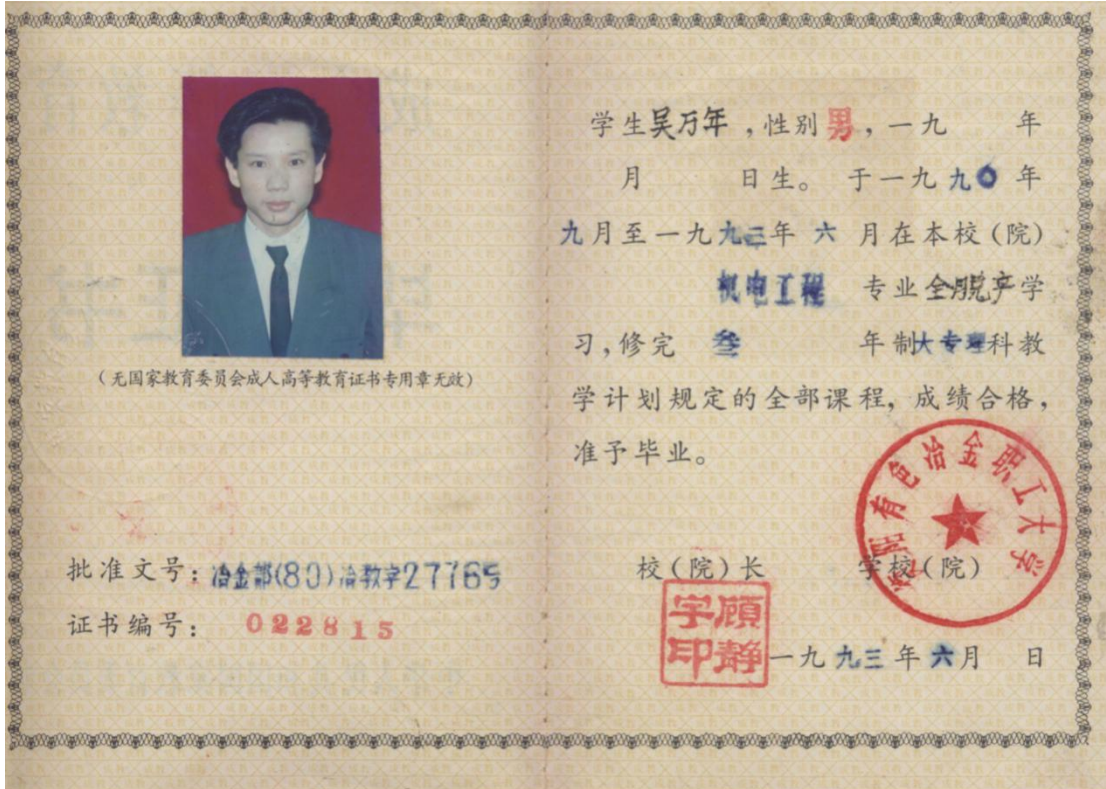 (无国家教育委员会成人高等教育证书专用章无效)
批准文号：冶金部(80)冶教字2776号
证书编号：022815
学生吴万年，性别男，一九 年
月 日生。于一九九〇年
九月至一九九三年六月在本校(院)
机电工程 专业全脱产学
习，修完 叁 年制大专理科教
学计划规定的全部课程，成绩合格，
准予毕业。
校(院)长 学校(院)
顾静宇印
沈阳有色冶金职工大学
一九九三年六月 日